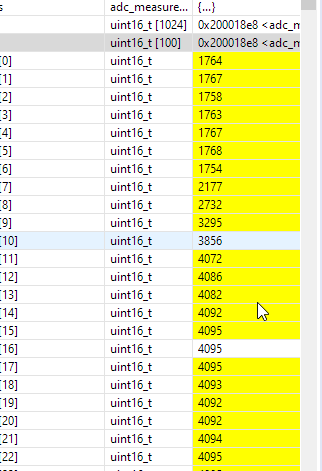 s adc_measure... {...}
uint16_t [1024] 0x200018e8 <adc_m
uint16_t [100] 0x200018e8 <adc_m
[0] uint16_t 1764
[1] uint16_t 1767
[2] uint16_t 1758
[3] uint16_t 1763
[4] uint16_t 1767
[5] uint16_t 1768
[6] uint16_t 1754
[7] uint16_t 2177
[8] uint16_t 2732
[9] uint16_t 3295
[10] uint16_t 3856
[11] uint16_t 4072
[12] uint16_t 4086
[13] uint16_t 4082
[14] uint16_t 4092
[15] uint16_t 4095
[16] uint16_t 4095
[17] uint16_t 4095
[18] uint16_t 4093
[19] uint16_t 4092
[20] uint16_t 4092
[21] uint16_t 4094
[22] uint16_t 4095